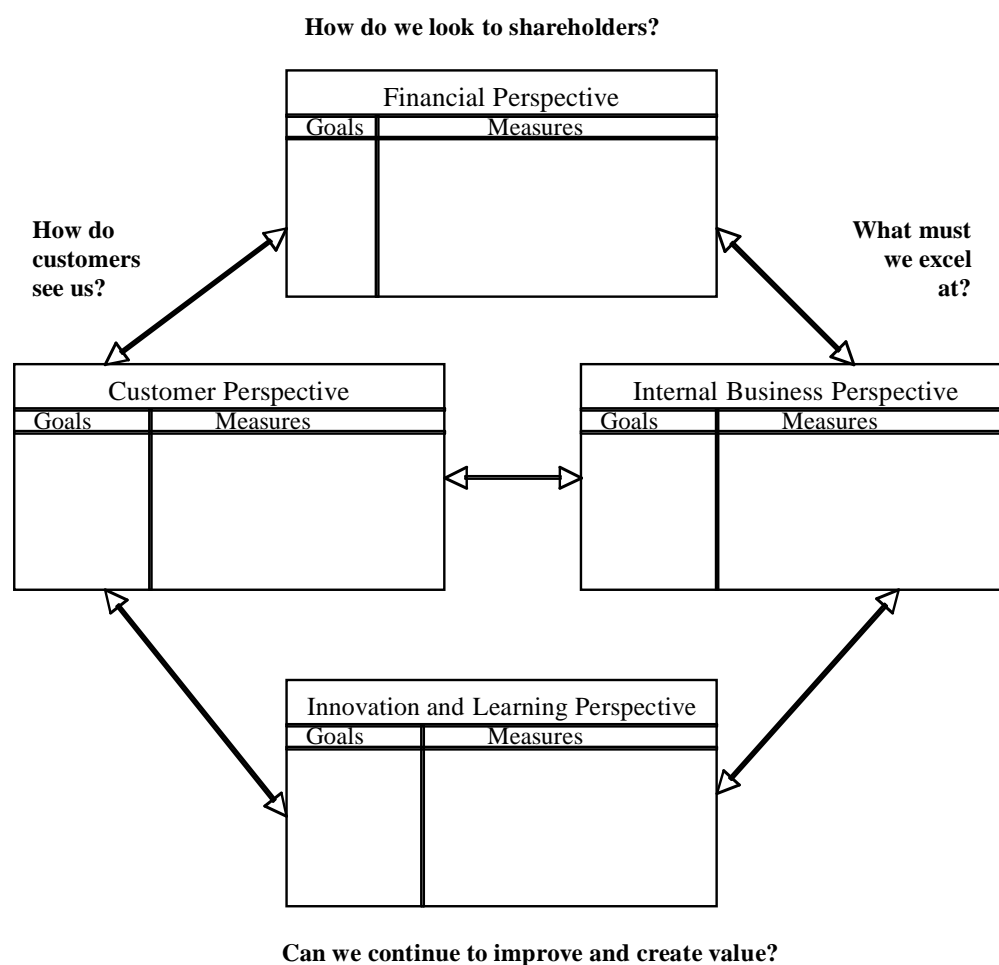 How do we look to shareholders?
Financial Perspective
Goals Measures
How do
customers
see us?
What must
we excel
at?
Customer Perspective
Goals Measures
Internal Business Perspective
Goals Measures
Innovation and Learning Perspective
Goals Measures
Can we continue to improve and create value?